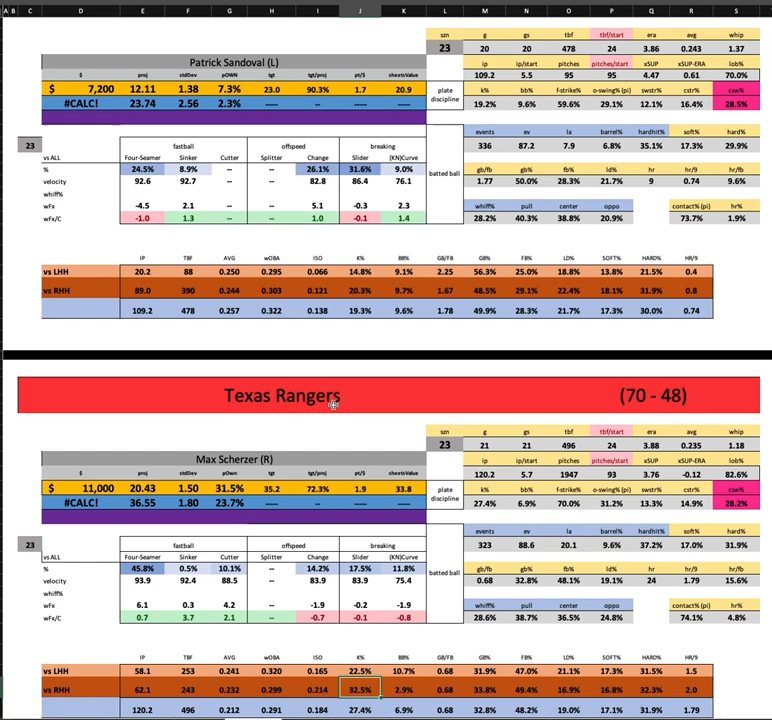 A B C D E F G H I J K L M N O P Q R S
szn g gs tbf tbf/start era avg whip
23 20 20 478 24 3.86 0.243 1.37
Patrick Sandoval (L) ip ip/start pitches pitches/start xSUP xSUP-ERA lob%
109.2 5.5 95 95 4.47 0.61 70.0%
$ proj stdDev pOWN tgt tgt/proj pt/$ sheetsValue
$ 7,200 12.11 1.38 7.3% 23.0 90.3% 1.7 20.9 plate discipline k% bb% f-strike% o-swing% (pi) swstr% cstr% csw%
#CALC! 23.74 2.56 2.3% ---- -- ---- ---- 19.2% 9.6% 59.6% 29.1% 12.1% 16.4% 28.5%
events ev la barrel% hardhit% soft% hard%
23 fastball offspeed breaking 336 87.2 7.9 6.8% 35.1% 17.3% 29.9%
vs ALL Four-Seamer Sinker Cutter Splitter Change Slider (KN)Curve
% 24.5% 8.9% -- -- 26.1% 31.6% 9.0% batted ball gb/fb gb% fb% ld% hr hr/9 hr/fb
velocity 92.6 92.7 -- -- 82.8 86.4 76.1 1.77 50.0% 28.3% 21.7% 9 0.74 9.6%
whiff%
wFx -4.5 2.1 5.1 -0.3 2.3 whiff% pull center oppo contact% (pi) hr%
wFx/C -1.0 1.3 -- -- 1.0 -0.1 1.4 28.2% 40.3% 38.8% 20.9% 73.7% 1.9%
IP TBF AVG wOBA ISO K% BB% GB/FB GB% FB% LD% SOFT% HARD% HR/9
vs LHH 20.2 88 0.250 0.295 0.066 14.8% 9.1% 2.25 56.3% 25.0% 18.8% 13.8% 21.5% 0.4
vs RHH 89.0 390 0.244 0.303 0.121 20.3% 9.7% 1.67 48.5% 29.1% 22.4% 18.1% 31.9% 0.8
109.2 478 0.257 0.322 0.138 19.3% 9.6% 1.78 49.9% 28.3% 21.7% 17.3% 30.0% 0.74
Texas Rangers (70 - 48)
szn g gs tbf tbf/start era avg whip
23 21 21 496 24 3.88 0.235 1.18
Max Scherzer (R) ip ip/start pitches pitches/start xSUP xSUP-ERA lob%
120.2 5.7 1947 93 3.76 -0.12 82.6%
$ proj stdDev pOwn tgt tgt/proj pt/$ sheetsValue
$ 11,000 20.43 1.50 31.5% 35.2 72.3% 1.9 33.8 plate discipline k% bb% f-strike% o-swing% (pi) swstr% cstr% csw%
#CALC! 36.55 1.80 23.7% ---- ---- ---- ---- 27.4% 6.9% 70.0% 31.2% 13.3% 14.9% 28.2%
events ev la barrel% hardhit% soft% hard%
23 fastball offspeed breaking 323 88.6 20.1 9.6% 37.2% 17.0% 31.9%
vs ALL Four-Seamer Sinker Cutter Splitter Change Slider (KN)Curve
% 45.8% 0.5% 10.1% -- 14.2% 17.5% 11.8% batted ball gb/fb gb% fb% ld% hr hr/9 hr/fb
velocity 93.9 92.4 88.5 -- 83.9 83.9 75.4 0.68 32.8% 48.1% 19.1% 24 1.79 15.6%
whiff%
wFx 6.1 0.3 4.2 -- -1.9 -0.2 -1.9 whiff% pull center oppo contact% (pi) hr%
wFx/C 0.7 3.7 2.1 -- -0.7 -0.1 -0.8 28.6% 38.7% 36.5% 24.8% 74.1% 4.8%
IP TBF AVG wOBA ISO K% BB% GB/FB GB% FB% LD% SOFT% HARD% HR/9
vs LHH 58.1 253 0.241 0.320 0.165 22.5% 10.7% 0.68 31.9% 47.0% 21.1% 17.3% 31.5% 1.5
vs RHH 62.1 243 0.232 0.299 0.214 32.5% 2.9% 0.68 33.8% 49.4% 16.9% 16.8% 32.3% 2.0
120.2 496 0.212 0.291 0.184 27.4% 6.9% 0.68 32.8% 48.2% 19.0% 17.1% 31.9% 1.79